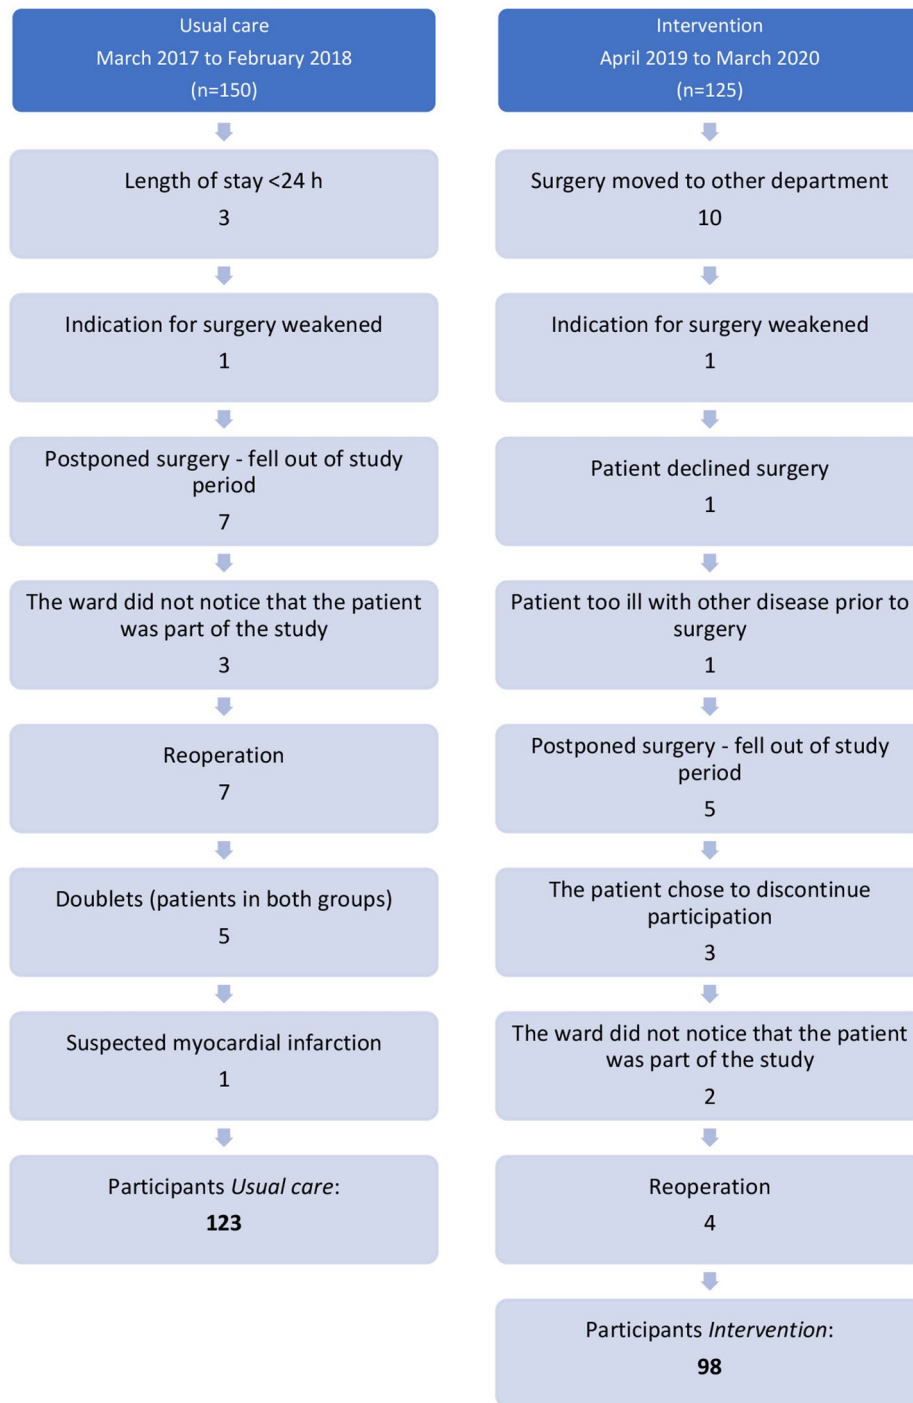 Usual care
March 2017 to February 2018
(n=150)
Length of stay <24 h
3
Indication for surgery weakened
1
Postponed surgery - fell out of study
period
7
The ward did not notice that the patient
was part of the study
3
Reoperation
7
Doublets (patients in both groups)
5
Suspected myocardial infarction
1
Participants Usual care:
123
Intervention
April 2019 to March 2020
(n=125)
Surgery moved to other department
10
Indication for surgery weakened
1
Patient declined surgery
1
Patient too ill with other disease prior to
surgery
1
Postponed surgery - fell out of study
period
5
The patient chose to discontinue
participation
3
The ward did not notice that the patient
was part of the study
2
Reoperation
4
Participants Intervention:
98